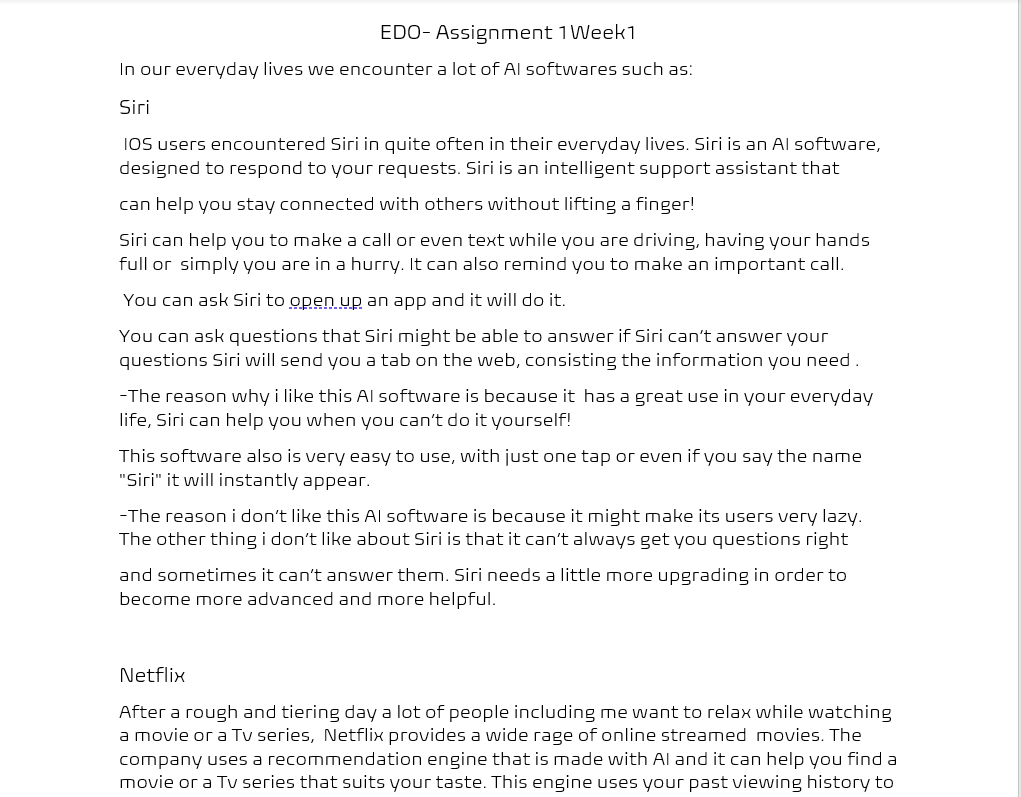 EDO- Assignment 1 Week1
In our everyday lives we encounter a lot of AI softwares such as:
Siri
IOS users encountered Siri in quite often in their everyday lives. Siri is an AI software,
designed to respond to your requests. Siri is an intelligent support assistant that
can help you stay connected with others without lifting a finger!
Siri can help you to make a call or even text while you are driving, having your hands
full or  simply you are in a hurry. It can also remind you to make an important call.
You can ask Siri to open up an app and it will do it.
You can ask questions that Siri might be able to answer if Siri can’t answer your
questions Siri will send you a tab on the web, consisting the information you need .
-The reason why i like this AI software is because it  has a great use in your everyday
life, Siri can help you when you can’t do it yourself!
This software also is very easy to use, with just one tap or even if you say the name
"Siri" it will instantly appear.
-The reason i don’t like this AI software is because it might make its users very lazy.
The other thing i don’t like about Siri is that it can’t always get you questions right
and sometimes it can’t answer them. Siri needs a little more upgrading in order to
become more advanced and more helpful.
Netflix
After a rough and tiering day a lot of people including me want to relax while watching
a movie or a Tv series,  Netflix provides a wide rage of online streamed  movies. The
company uses a recommendation engine that is made with AI and it can help you find a
movie or a Tv series that suits your taste. This engine uses your past viewing history to